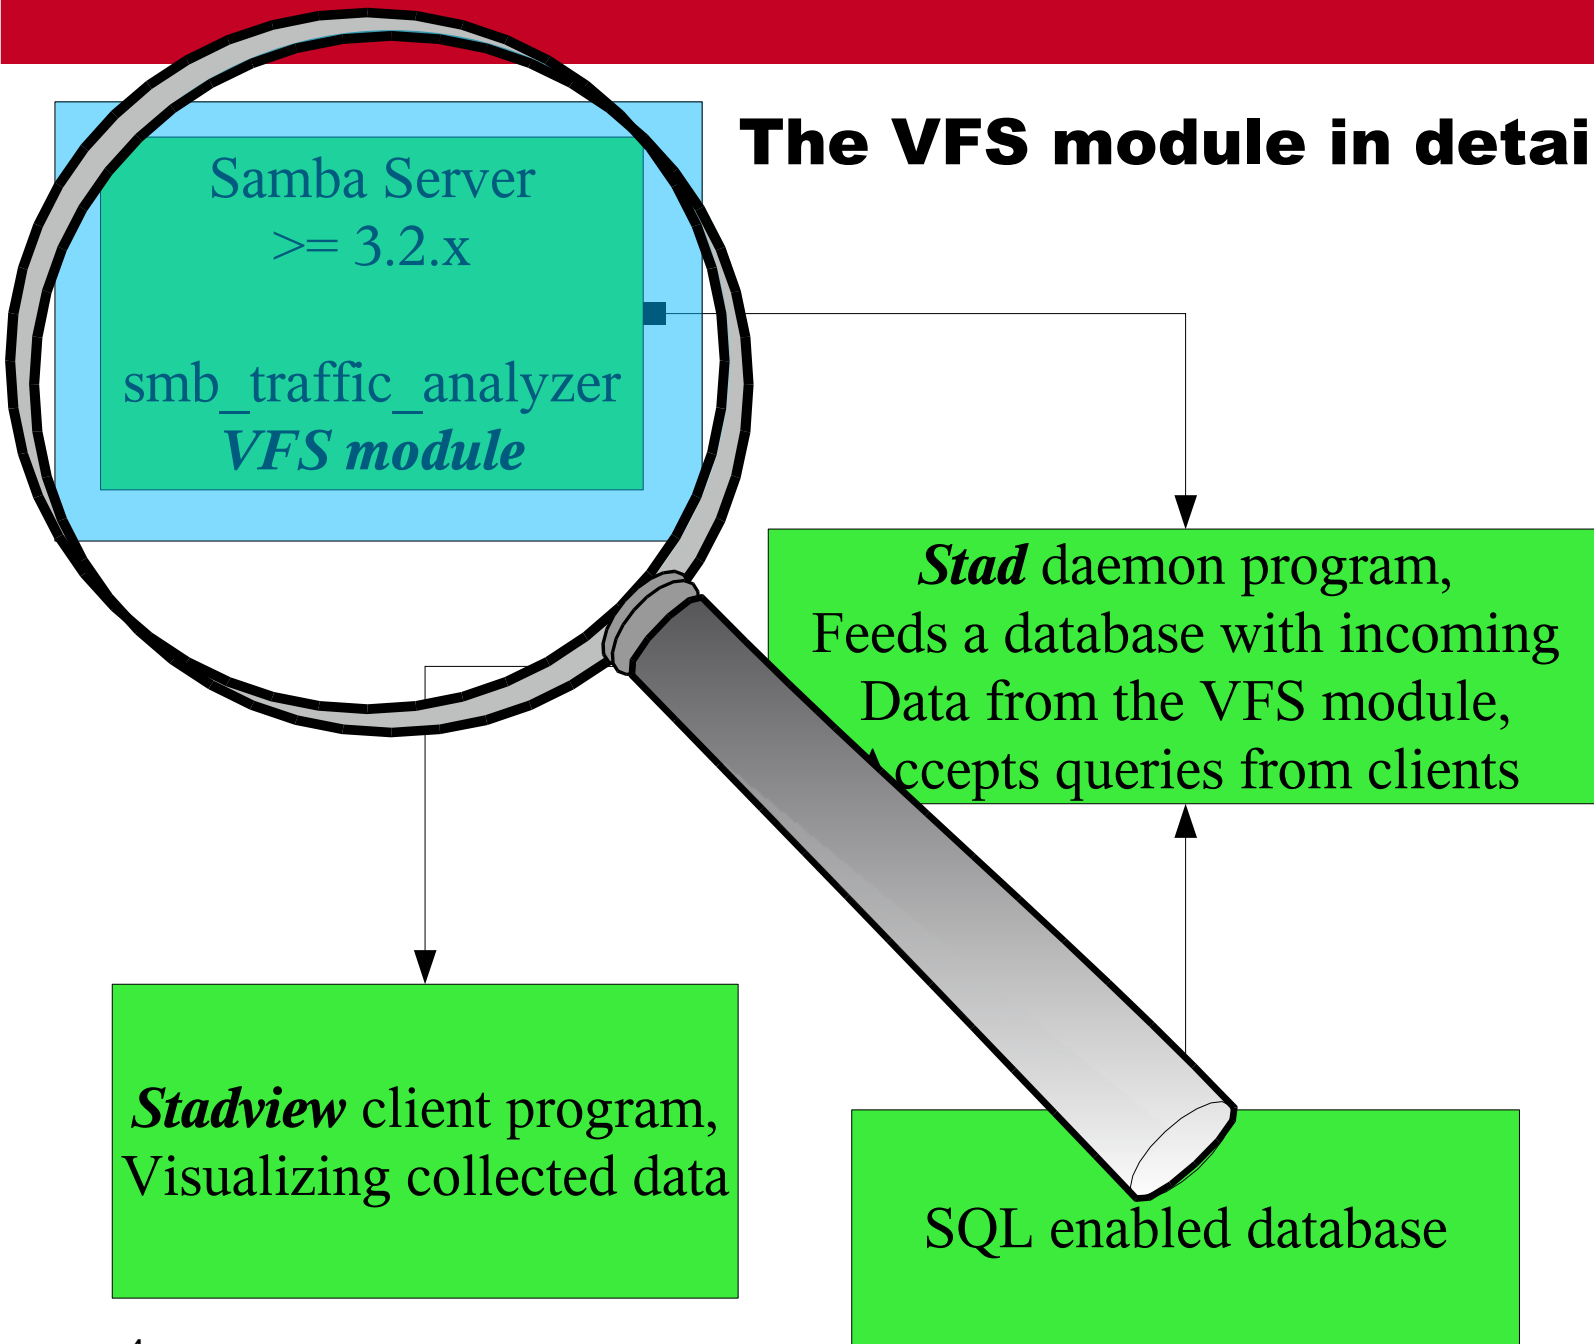 The VFS module in detai
Samba Server
>= 3.2.x
smb_traffic_analyzer
VFS module
Stad daemon program,
Feeds a database with incoming
Data from the VFS module,
Accepts queries from clients
Stadview client program,
Visualizing collected data
SQL enabled database